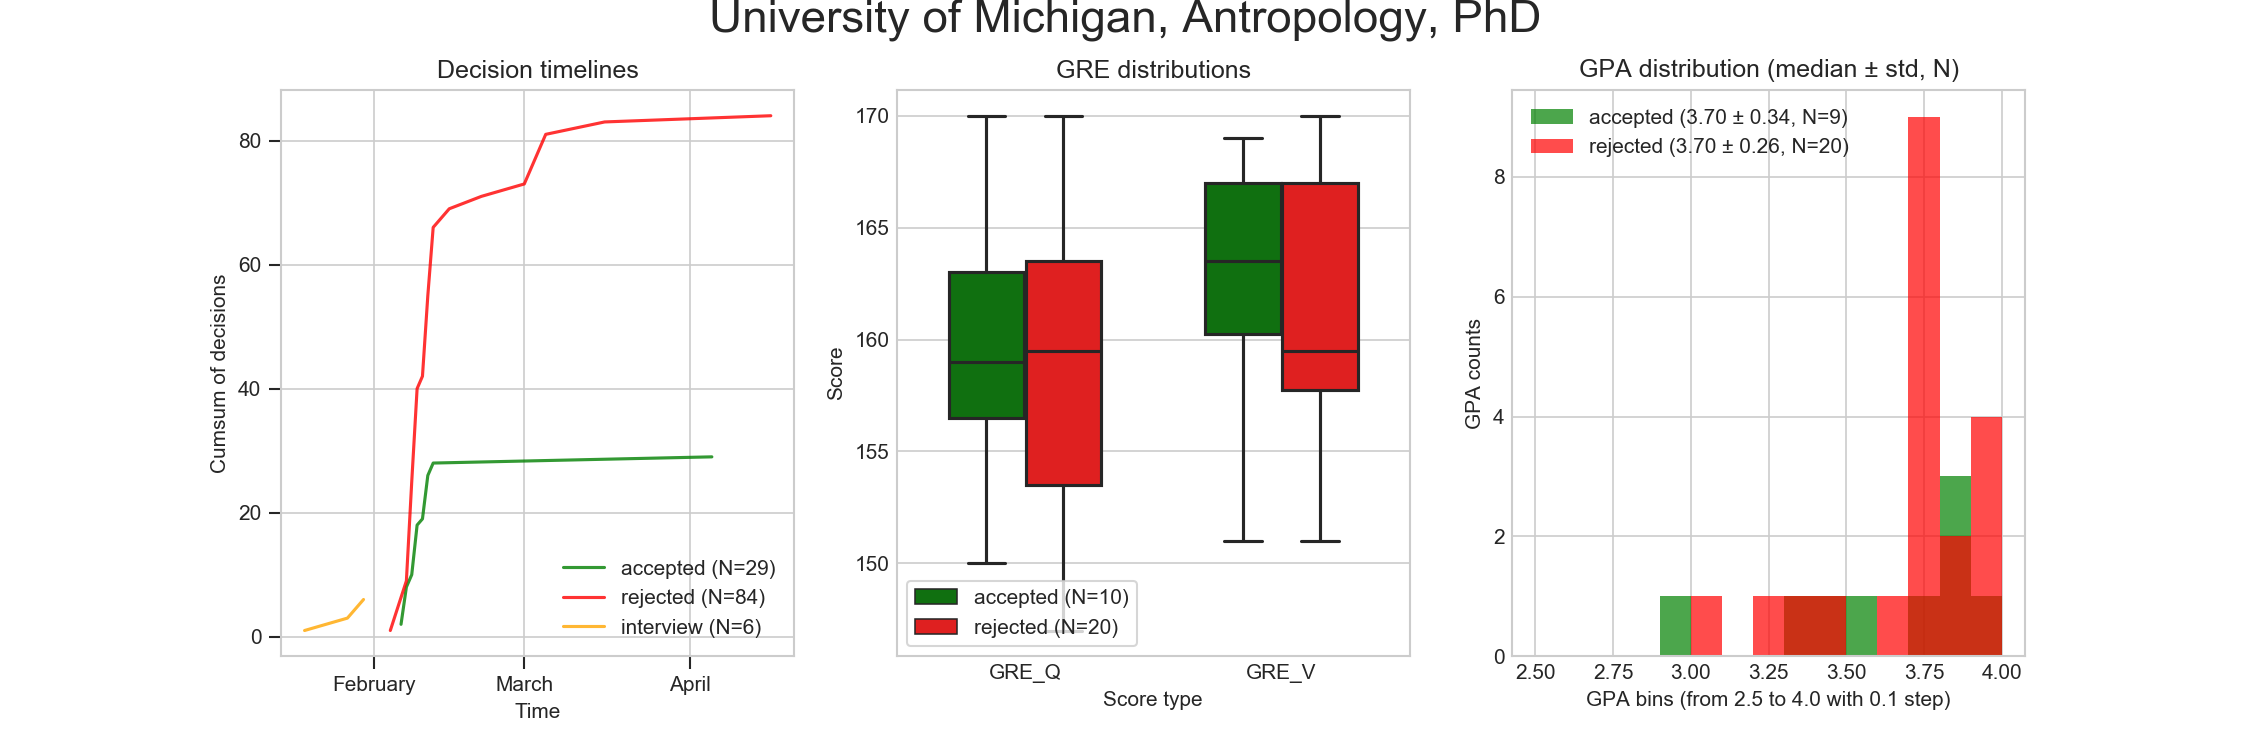 University of Michigan, Antropology, PhD
Decision timelines
80
60
40
20
0
Cumsum of decisions
accepted (N=29)
rejected (N=84)
interview (N=6)
February
March
April
Time
GRE distributions
170
165
160
155
150
Score
accepted (N=10)
rejected (N=20)
GRE_Q
GRE_V
Score type
GPA distribution (median ± std, N)
accepted (3.70 ± 0.34, N=9)
rejected (3.70 ± 0.26, N=20)
8
6
4
2
0
GPA counts
2.50
2.75
3.00
3.25
3.50
3.75
4.00
GPA bins (from 2.5 to 4.0 with 0.1 step)